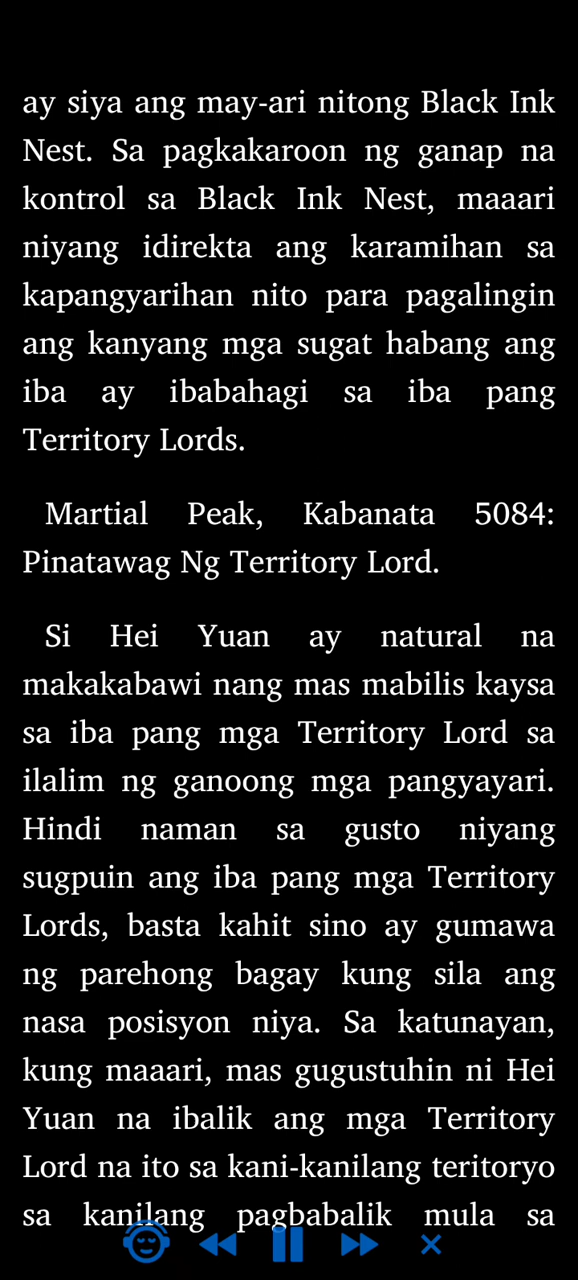 ay siya ang may-ari nitong Black Ink
Nest. Sa pagkakaroon ng ganap na
kontrol sa Black Ink Nest, maaari
niyang idirekta ang karamihan sa
kapangyarihan nito para pagalingin
ang kanyang mga sugat habang ang
iba ay ibabahagi sa iba pang
Territory Lords.
Martial Peak, Kabanata 5084:
Pinatawag Ng Territory Lord.
Si Hei Yuan ay natural na
makakabawi nang mas mabilis kaysa
sa iba pang mga Territory Lord sa
ilalim ng ganoong mga pangyayari.
Hindi naman sa gusto niyang
sugpuin ang iba pang mga Territory
Lords, basta kahit sino ay gumawa
ng parehong bagay kung sila ang
nasa posisyon niya. Sa katunayan,
kung maaari, mas gugustuhin ni Hei
Yuan na ibalik ang mga Territory
Lord na ito sa kani-kanilang teritoryo
sa kanilang pagbabalik mula sa